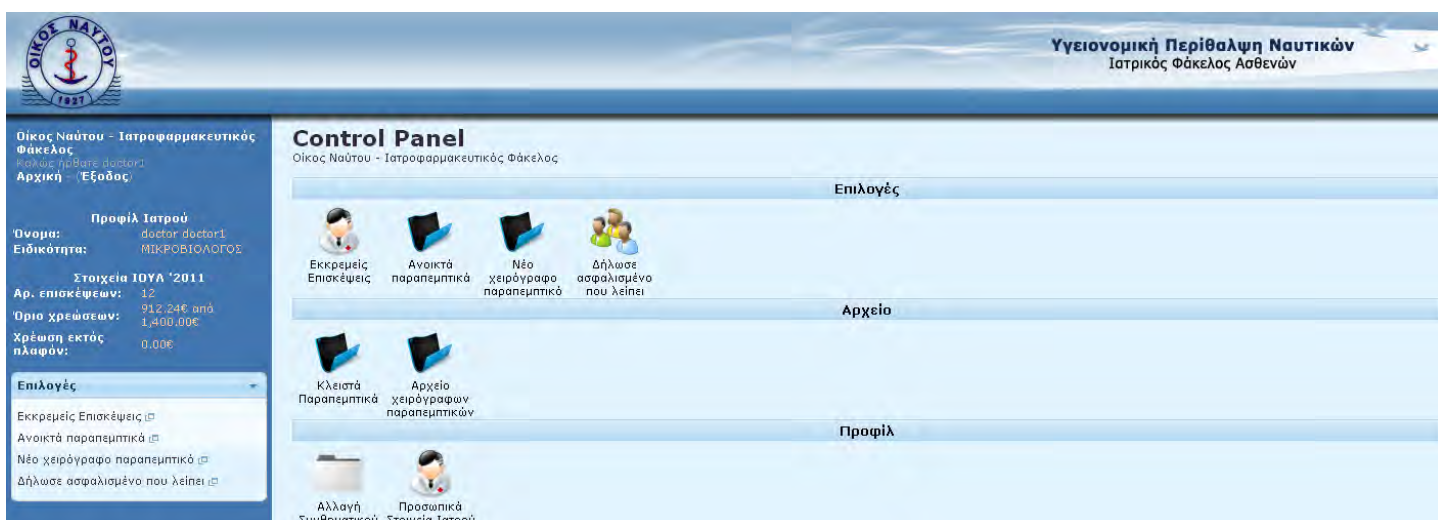 ΟΙΚΟΣ ΝΑΥΤΟΥ
1927
Υγειονομική Περίθαλψη Ναυτικών
Ιατρικός Φάκελος Ασθενών
Οίκος Ναύτου - Ιατροφαρμακευτικός
Φάκελος
Καλώς ήρθατε doctor1
Αρχική - (Έξοδος)
Προφίλ Ιατρού
Όνομα: doctor doctor1
Ειδικότητα: ΜΙΚΡΟΒΙΟΛΟΓΟΣ
Στοιχεία ΙΟΥΛ '2011
Αρ. επισκέψεων: 12
Όριο χρεώσεων: 912.24€ από
1,400.00€
Χρέωση εκτός
πλαφόν: 0.00€
Επιλογές
Εκκρεμείς Επισκέψεις
Ανοικτά παραπεμπτικά
Νέο χειρόγραφο παραπεμπτικό
Δήλωσε ασφαλισμένο που λείπει
Control Panel
Οίκος Ναύτου - Ιατροφαρμακευτικός Φάκελος
Επιλογές
Εκκρεμείς
Επισκέψεις
Ανοικτά
παραπεμπτικά
Νέο
χειρόγραφο
παραπεμπτικό
Δήλωσε
ασφαλισμένο
που λείπει
Αρχείο
Κλειστά
Παραπεμπτικά
Αρχείο
χειρόγραφων
παραπεμπτικών
Προφίλ
Αλλαγή
Συνθηματικού
Προσωπικά
Στοιχεία Ιατρού